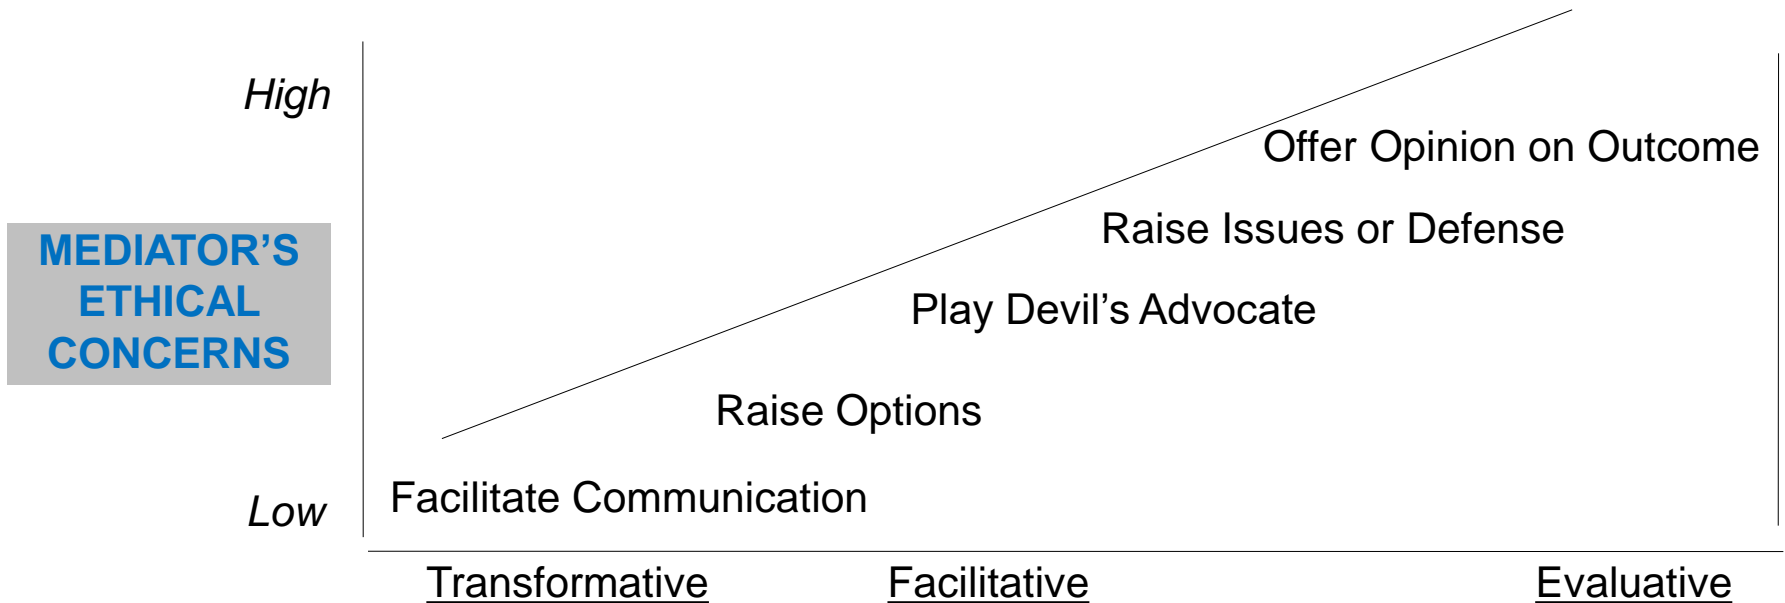 High
Offer Opinion on Outcome
Raise Issues or Defense
MEDIATOR’S
ETHICAL
CONCERNS
Play Devil’s Advocate
Raise Options
Facilitate Communication
Low
Transformative Facilitative Evaluative